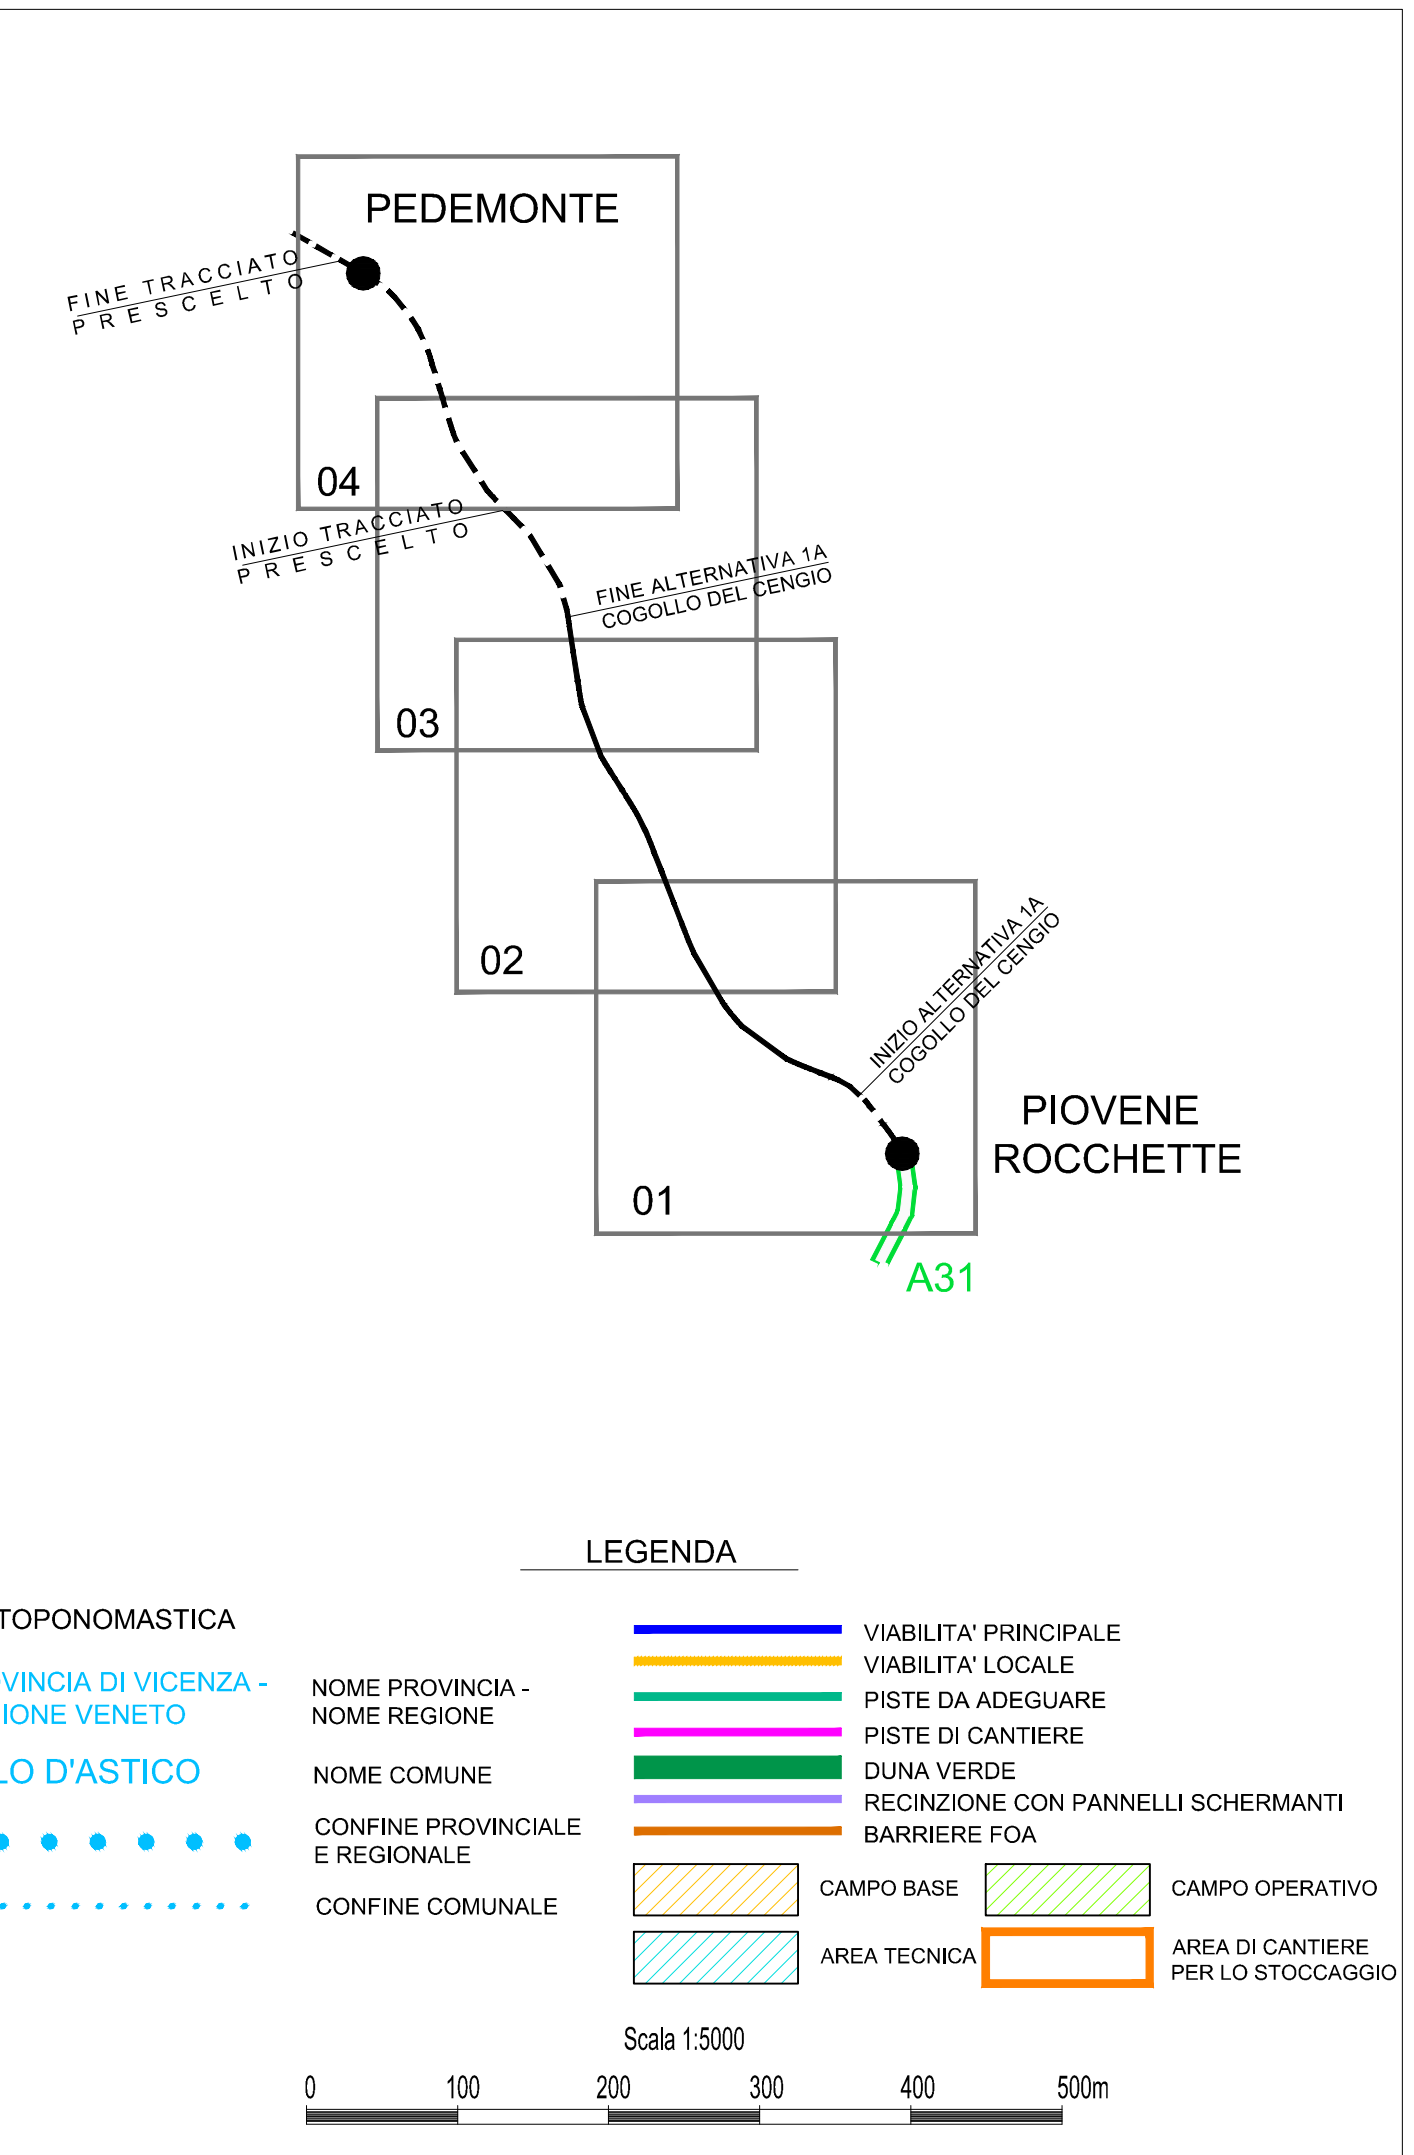 PEDEMONTE
FINE TRACCIATO
PRESCELTO
04
INIZIO TRACCIATO
PRESCELTO
FINE ALTERNATIVA 1A
COGOLLO DEL CENGIO
03
02
INIZIO ALTERNATIVA 1A
COGOLLO DEL CENGIO
PIOVENE
ROCCHETTE
01
A31
LEGENDA
TOPONOMASTICA
OVINCIA DI VICENZA -
IONE VENETO
NOME PROVINCIA -
NOME REGIONE
LO D'ASTICO
NOME COMUNE
CONFINE PROVINCIALE
E REGIONALE
CONFINE COMUNALE
VIABILITA' PRINCIPALE
VIABILITA' LOCALE
PISTE DA ADEGUARE
PISTE DI CANTIERE
DUNA VERDE
RECINZIONE CON PANNELLI SCHERMANTI
BARRIERE FOA
CAMPO BASE
CAMPO OPERATIVO
AREA TECNICA
AREA DI CANTIERE
PER LO STOCCAGGIO
Scala 1:5000
0 100 200 300 400 500m